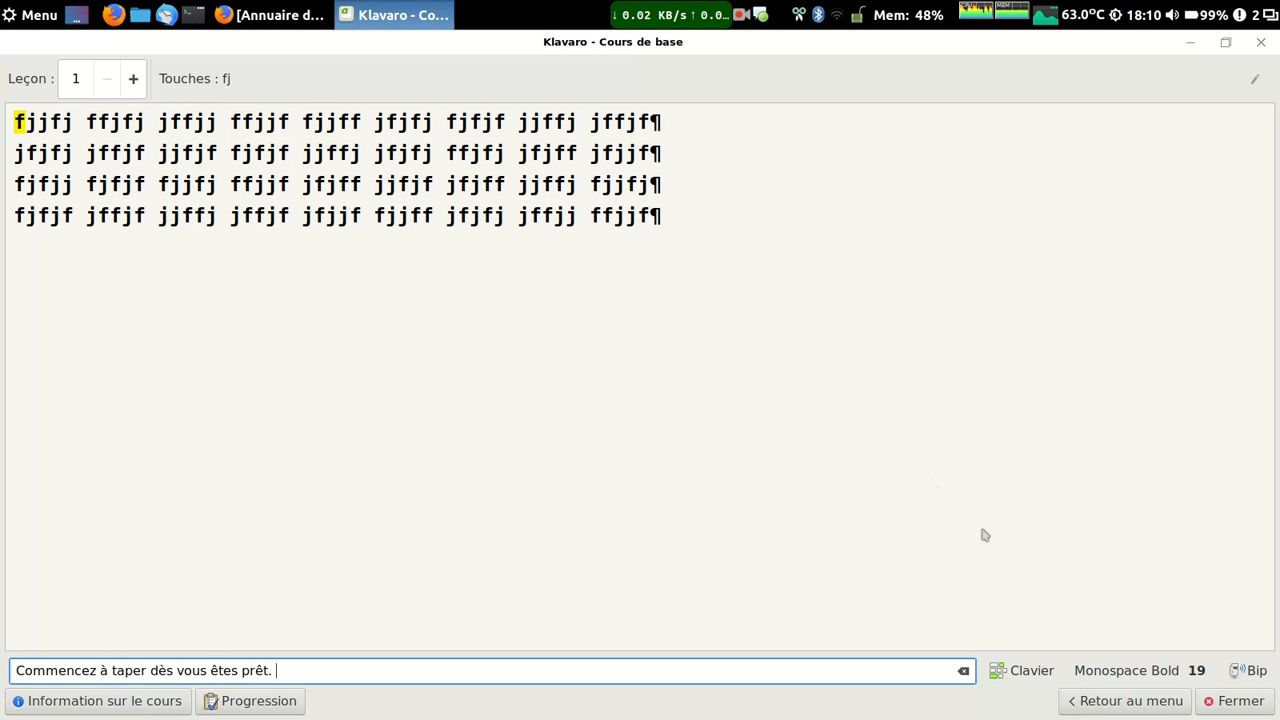 Menu [Annuaire d... Klavaro - Co... ↓ 0.02 KB/s ↑ 0.0... Mem: 48% 63.0°C 18:10 99% 2
Klavaro - Cours de base
Leçon : 1 − + Touches : fj
fjjfj ffjfj jffjj ffjjf fjjff jfjfj fjfjf jjffj jffjf¶
jfjfj jffjf jjfjf fjfjf jjffj jfjfj ffjfj jfjff jfjjf¶
fjfjj fjfjf fjjfj ffjjf jfjff jjfjf jfjff jjffj fjjfj¶
fjfjf jffjf jjffj jffjf jfjjf fjjff jfjfj jffjj ffjjf¶
Commencez à taper dès vous êtes prêt. Clavier Monospace Bold 19 Bip
Information sur le cours Progression Retour au menu Fermer